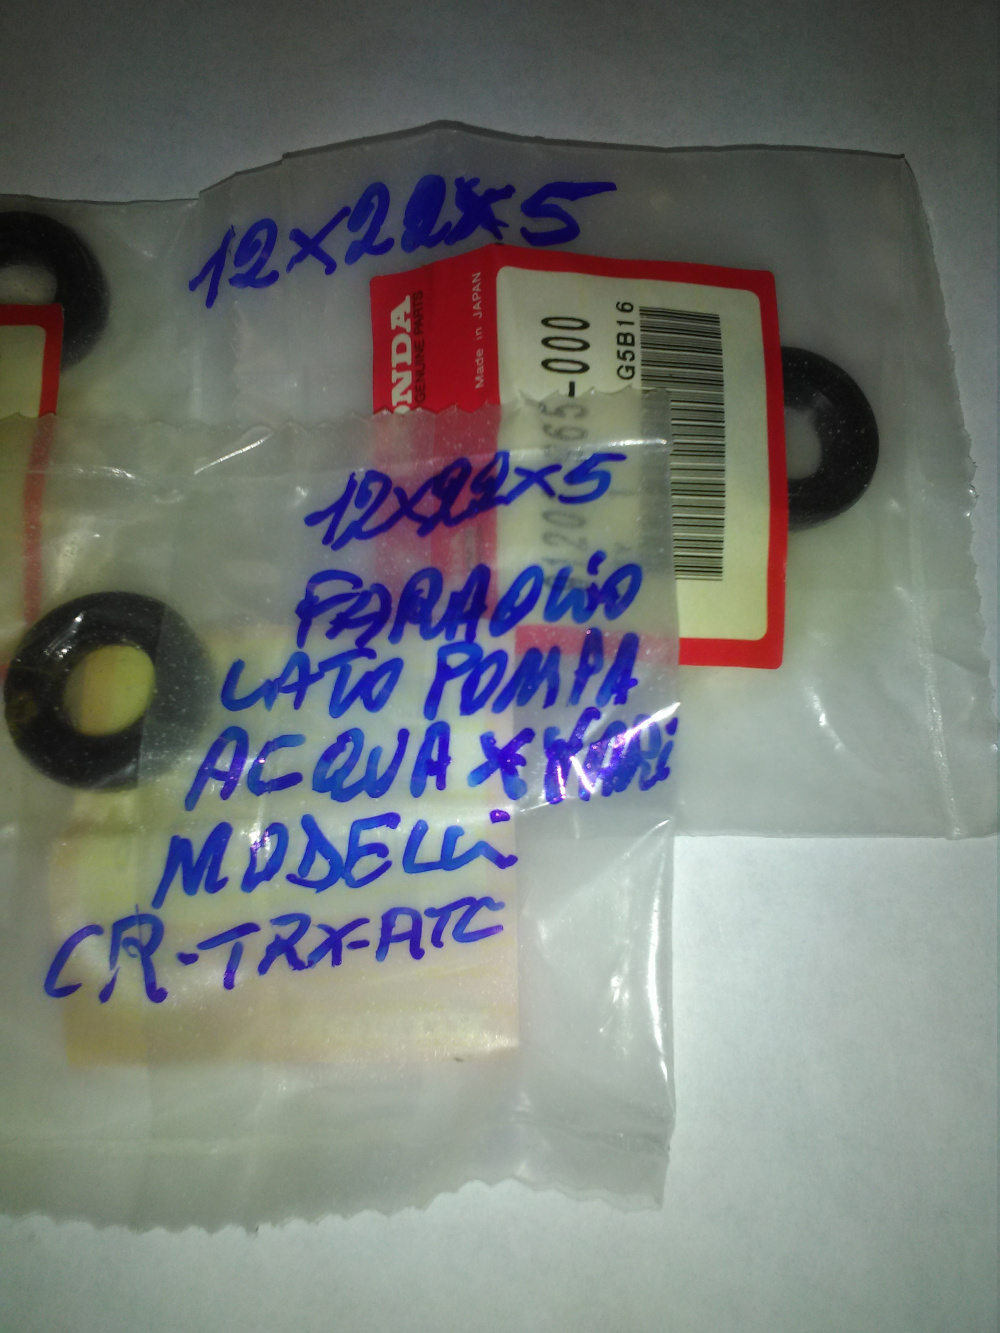 12x22x5
HONDA
GENUINE PARTS
Made in JAPAN
-000
G5B16
12x22x5
PARAOLIO
LATO POMPA
ACQUA X VARI
MODELLI
CR-TRX-ATC